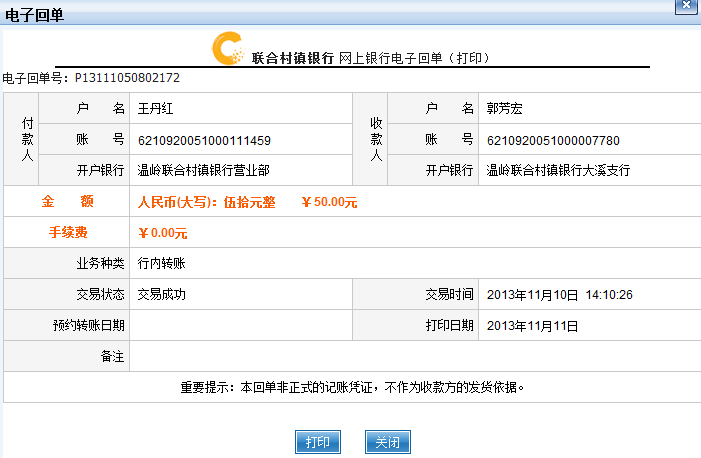 电子回单
联合村镇银行 网上银行电子回单（打印）
电子回单号：P13111050802172
付款人 户 名 王丹红 收款人 户 名 郭芳宏
账 号 6210920051000111459 账 号 6210920051000007780
开户银行 温岭联合村镇银行营业部 开户银行 温岭联合村镇银行大溪支行
金 额 人民币(大写)：伍拾元整 ￥50.00元
手续费 ￥0.00元
业务种类 行内转账
交易状态 交易成功 交易时间 2013年11月10日 14:10:26
预约转账日期 打印日期 2013年11月11日
备注
重要提示：本回单非正式的记账凭证，不作为收款方的发货依据。
打印 关闭